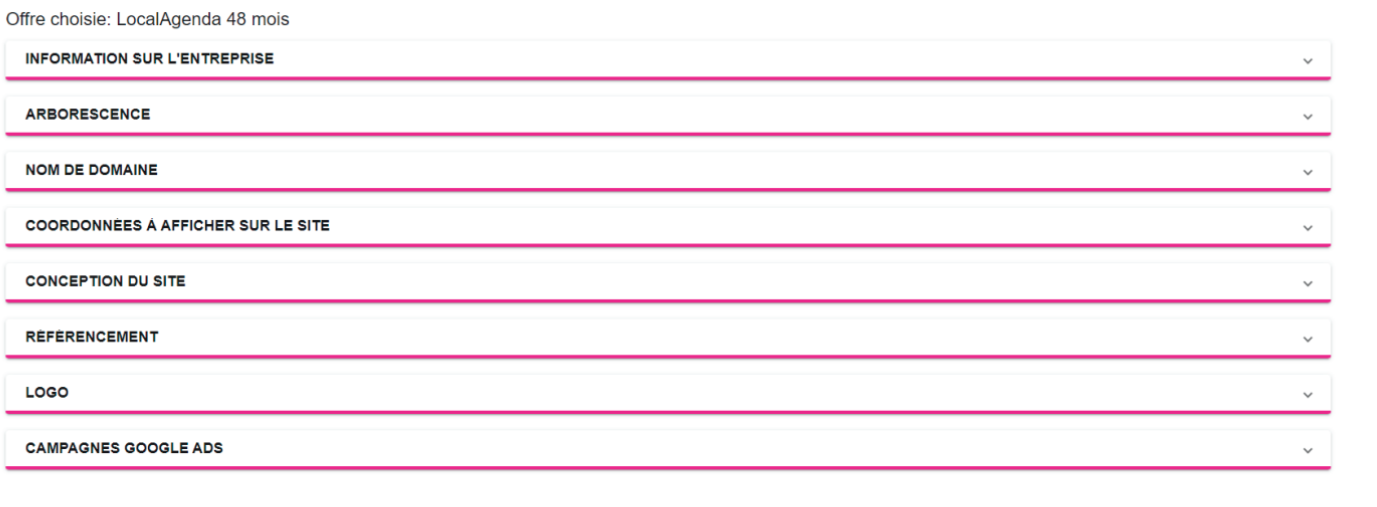 Offre choisie: LocalAgenda 48 mois
INFORMATION SUR L'ENTREPRISE
ARBORESCENCE
NOM DE DOMAINE
COORDONNÉES À AFFICHER SUR LE SITE
CONCEPTION DU SITE
RÉFÉRENCEMENT
LOGO
CAMPAGNES GOOGLE ADS